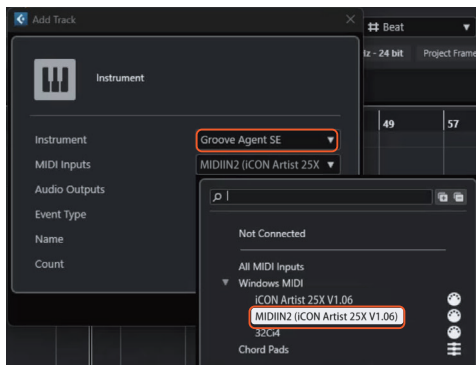 Add Track
Beat
Hz - 24 bit Project Frame
Instrument
49 57
Instrument Groove Agent SE
MIDI Inputs MIDIIN2 (iCON Artist 25X
Audio Outputs
Event Type
Name
Count
Not Connected
All MIDI Inputs
Windows MIDI
iCON Artist 25X V1.06
MIDIIN2 (iCON Artist 25X V1.06)
32Ci4
Chord Pads